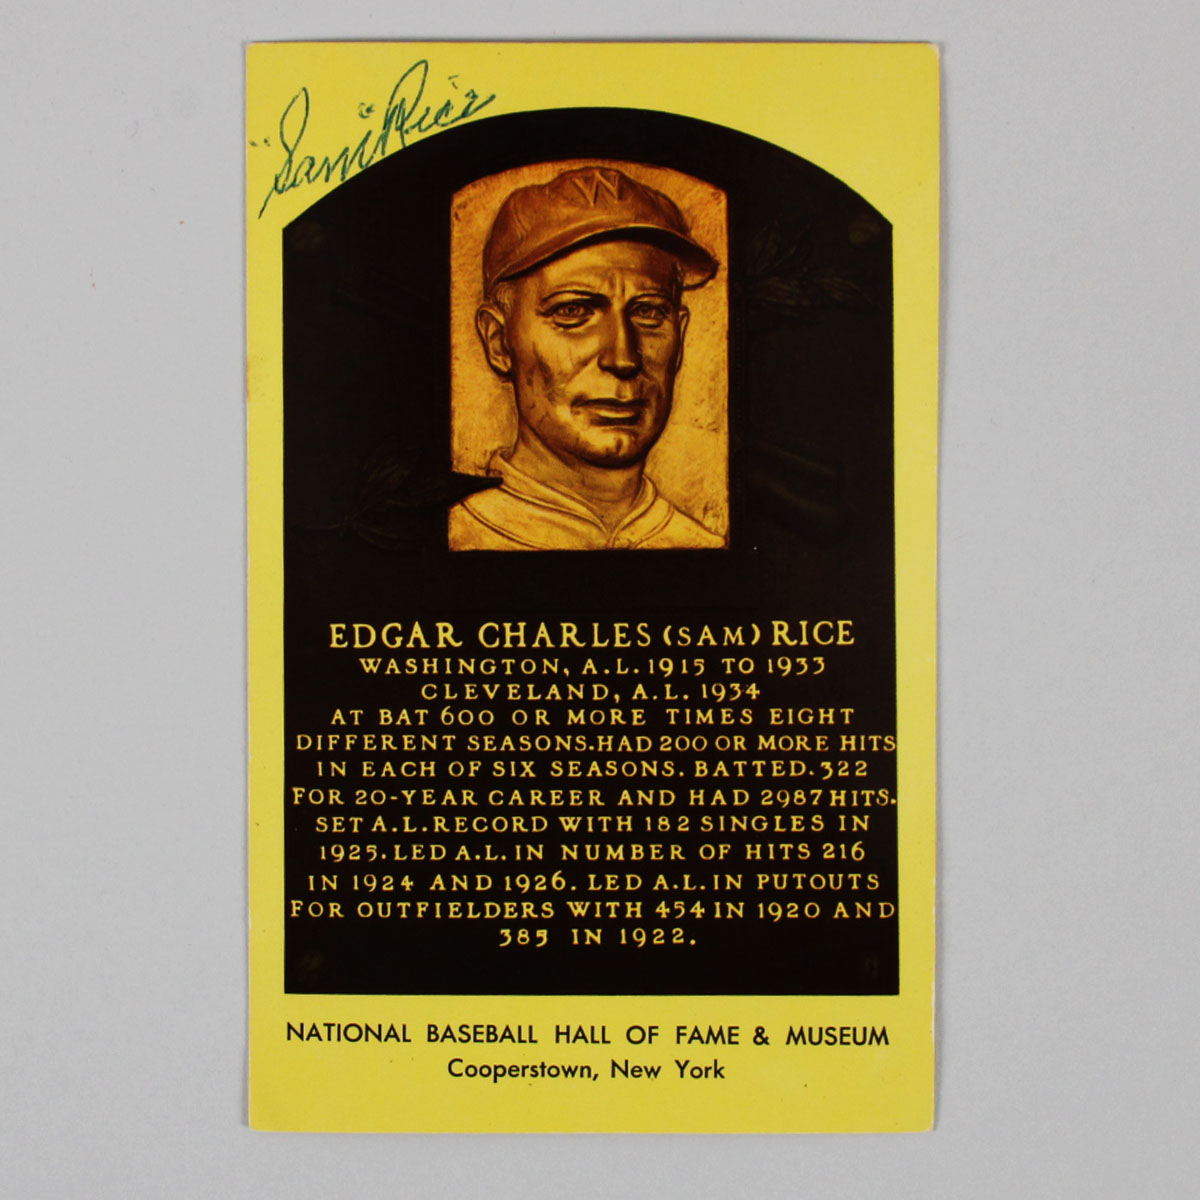 "Sam" Rice
W
EDGAR CHARLES (SAM) RICE
WASHINGTON, A.L. 1915 TO 1933
CLEVELAND, A.L. 1934
AT BAT 600 OR MORE TIMES EIGHT
DIFFERENT SEASONS. HAD 200 OR MORE HITS
IN EACH OF SIX SEASONS. BATTED .322
FOR 20-YEAR CAREER AND HAD 2987 HITS.
SET A.L. RECORD WITH 182 SINGLES IN
1925. LED A.L. IN NUMBER OF HITS 216
IN 1924 AND 1926. LED A.L. IN PUTOUTS
FOR OUTFIELDERS WITH 454 IN 1920 AND
385 IN 1922.
NATIONAL BASEBALL HALL OF FAME & MUSEUM
Cooperstown, New York